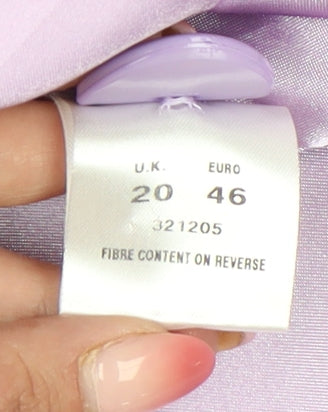 U.K. EURO
20 46
321205
FIBRE CONTENT ON REVERSE